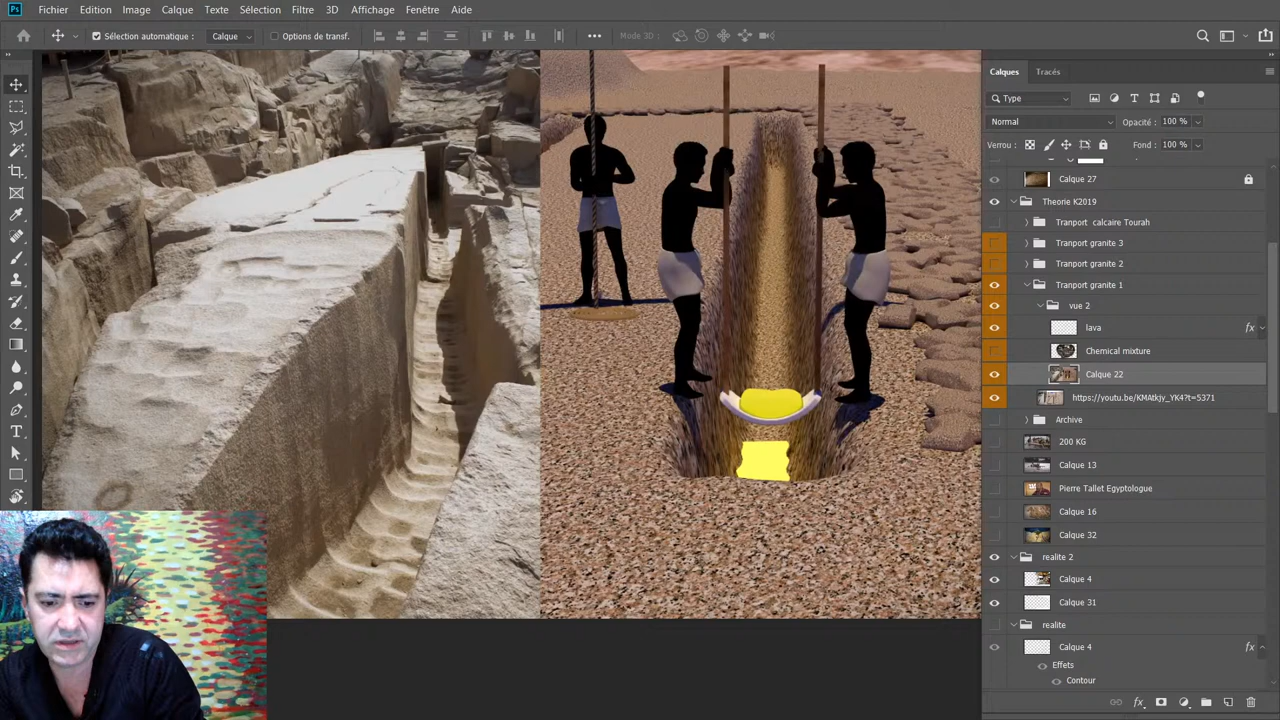 Ps Fichier Edition Image Calque Texte Sélection Filtre 3D Affichage Fenêtre Aide
Sélection automatique : Calque Options de transf. Mode 3D :
Calques Tracés
Type
Normal Opacité : 100 %
Verrou : Fond : 100 %
Calque 27
Theorie K2019
Tranport calcaire Tourah
Tranport granite 3
Tranport granite 2
Tranport granite 1
vue 2
lava fx
Chemical mixture
Calque 22
https://youtu.be/KMAtkjy_YK4?t=5371
Archive
200 KG
Calque 13
Pierre Tallet Egyptologue
Calque 16
Calque 32
realite 2
Calque 4
Calque 31
realite
Calque 4 fx
Effets
Contour
fx